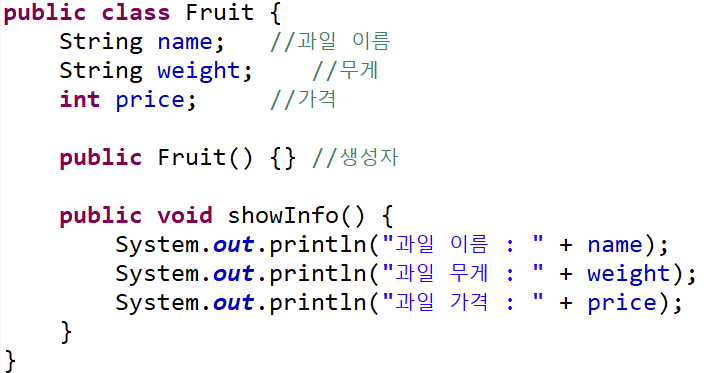 public class Fruit {
String name; //과일 이름
String weight; //무게
int price; //가격
public Fruit() {} //생성자
public void showInfo() {
System.out.println("과일 이름 : " + name);
System.out.println("과일 무게 : " + weight);
System.out.println("과일 가격 : " + price);
}
}